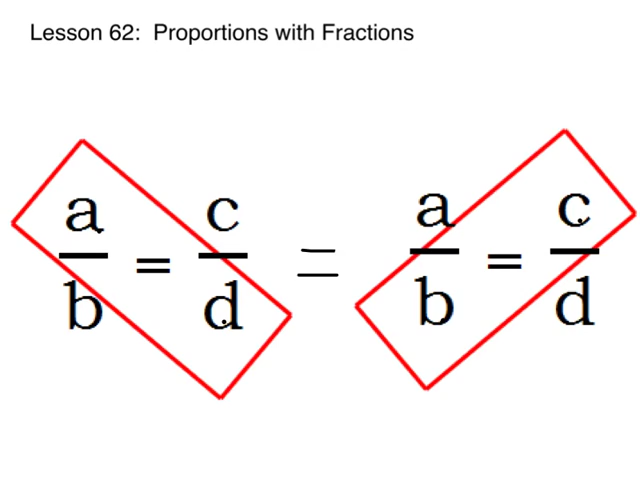 Lesson 62:  Proportions with Fractions
a/b = c/d = a/b = c/d